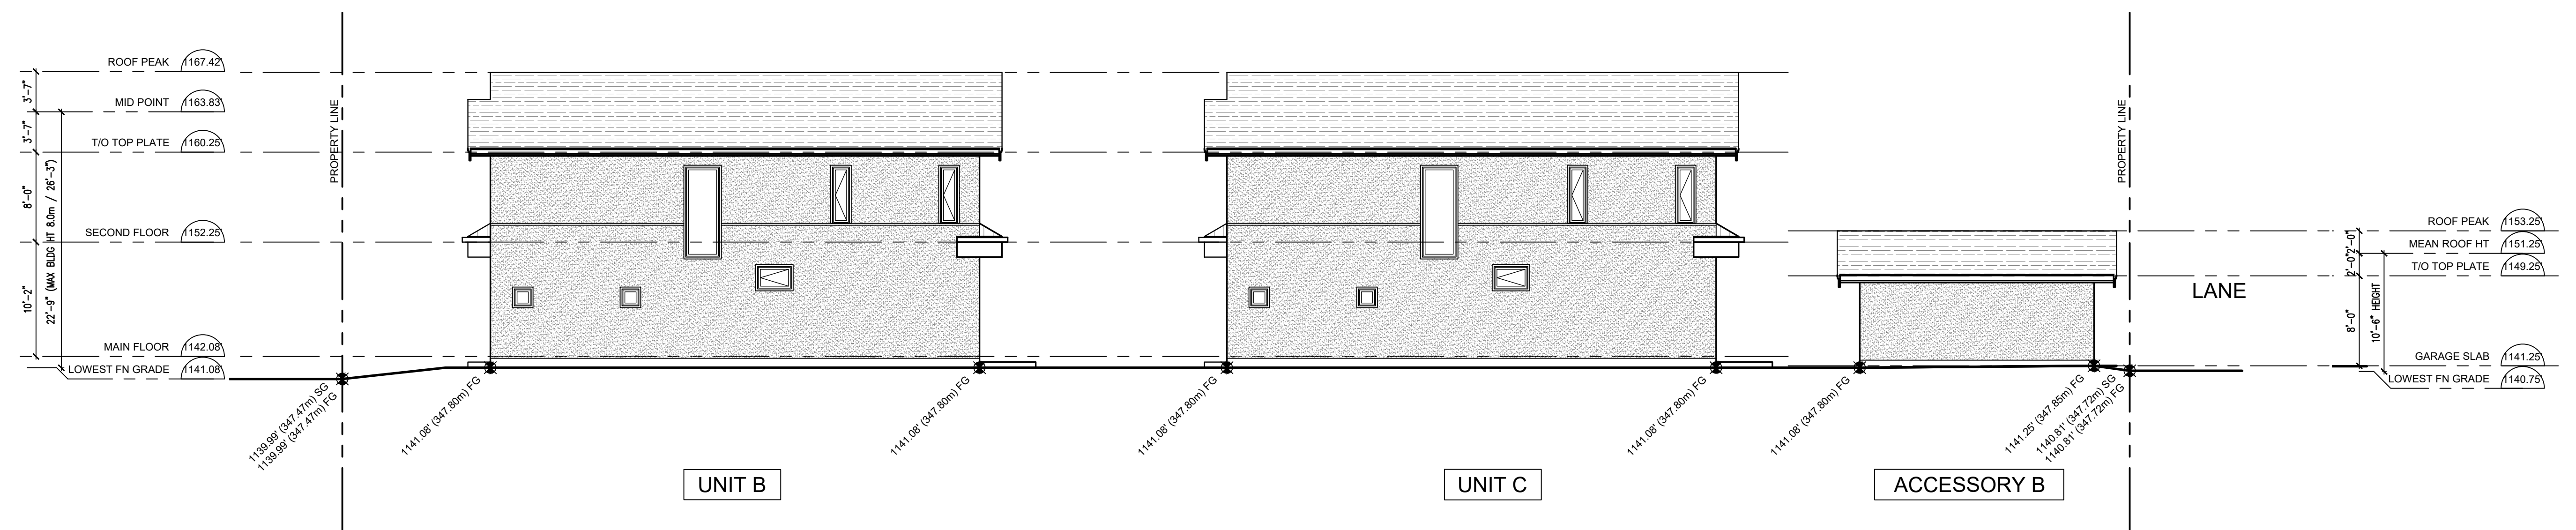 ROOF PEAK 1167.42
MID POINT 1163.83
T/O TOP PLATE 1160.25
SECOND FLOOR 1152.25
MAIN FLOOR 1142.08
LOWEST FN GRADE 1141.08
3'-7"
3'-7"
8'-0"
10'-2"
22'-9" (MAX BLDG HT 8.0m / 26'-3")
PROPERTY LINE
1139.99' (347.47m) SG
1139.99' (347.47m) FG
1141.08' (347.80m) FG
1141.08' (347.80m) FG
UNIT B
1141.08' (347.80m) FG
1141.08' (347.80m) FG
UNIT C
1141.08' (347.80m) FG
1141.25' (347.85m) FG
1140.81' (347.72m) SG
1140.81' (347.72m) FG
ACCESSORY B
PROPERTY LINE
LANE
2'-0"
2'-0"
8'-0"
10'-6" HEIGHT
ROOF PEAK 1153.25
MEAN ROOF HT 1151.25
T/O TOP PLATE 1149.25
GARAGE SLAB 1141.25
LOWEST FN GRADE 1140.75